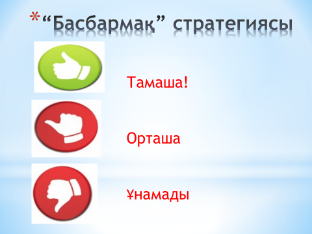 *“Басбармақ” стратегиясы
Тамаша!
Орташа
Ұнамады